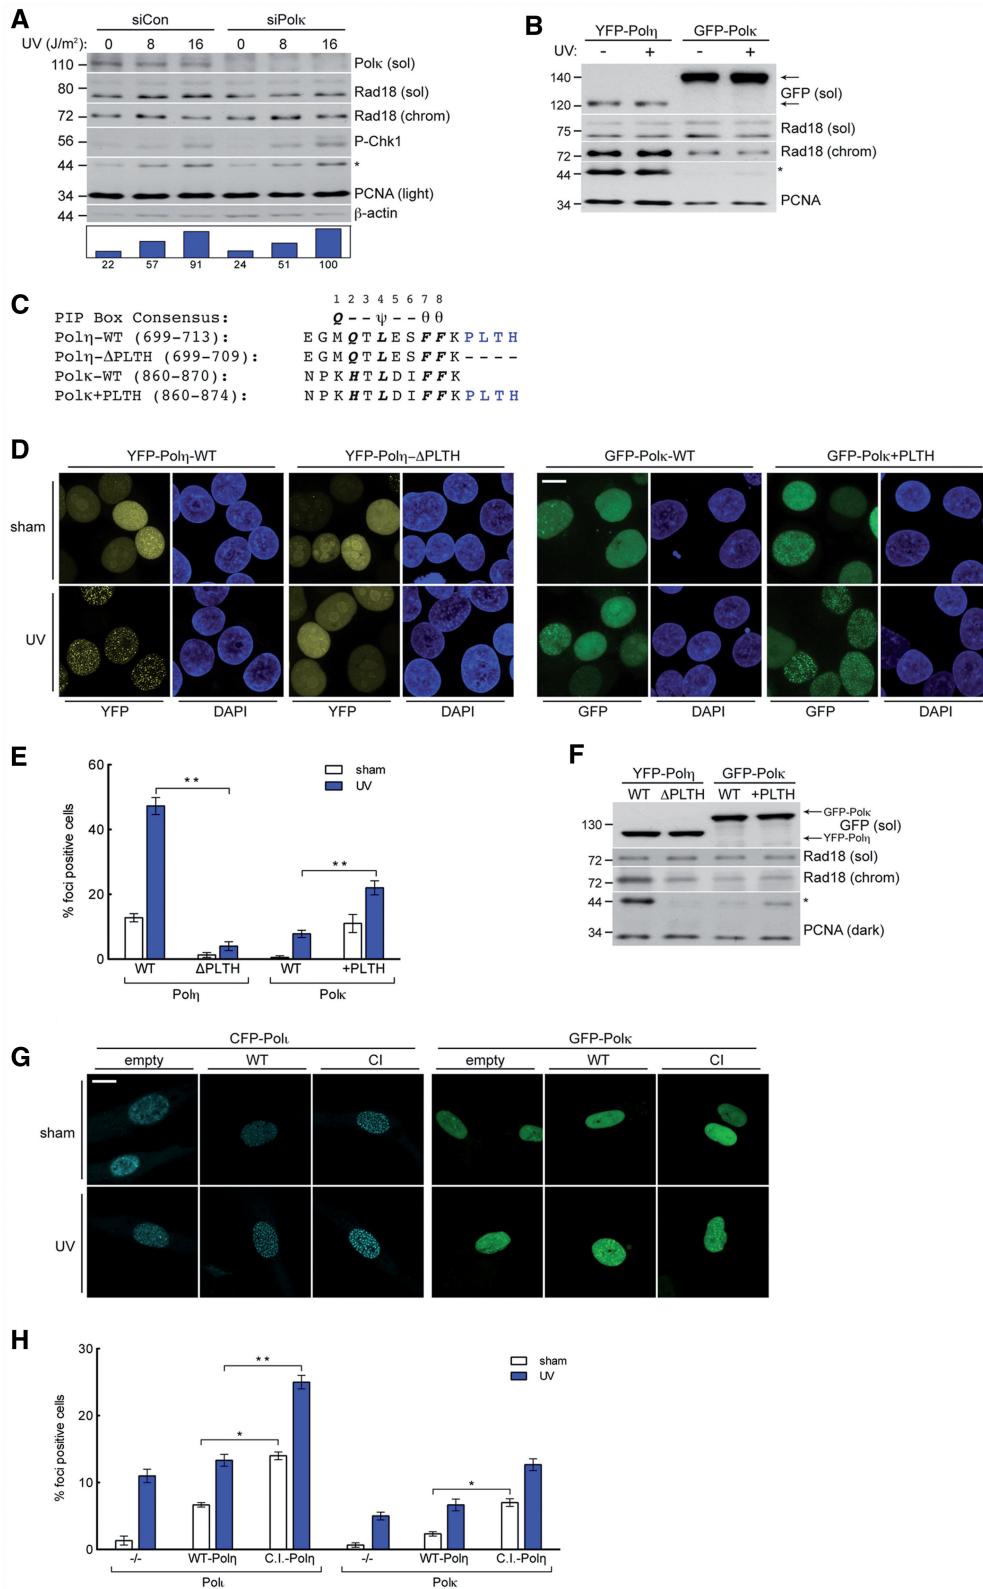 A
siCon siPolκ
UV (J/m²): 0 8 16 0 8 16
110 Polκ (sol)
80 Rad18 (sol)
72 Rad18 (chrom)
56 P-Chk1
44 *
34 PCNA (light)
44 β-actin
22 57 91 24 51 100
B
YFP-Polη GFP-Polκ
UV: - + - +
140
GFP (sol)
120
75 Rad18 (sol)
72 Rad18 (chrom)
44 *
34 PCNA
C
1 2 3 4 5 6 7 8
PIP Box Consensus: Q--ψ--θθ
Polη-WT (699-713): EGMQTLESFFKPLTH
Polη-ΔPLTH (699-709): EGMQTLESFFK----
Polκ-WT (860-870): NPKHTLDIFFK
Polκ+PLTH (860-874): NPKHTLDIFFKPLTH
D
YFP-Polη-WT YFP-Polη-ΔPLTH GFP-Polκ-WT GFP-Polκ+PLTH
sham
UV
YFP DAPI YFP DAPI GFP DAPI GFP DAPI
E
% foci positive cells
60
40
20
0
sham
UV
**
**
WT ΔPLTH WT +PLTH
Polη Polκ
F
YFP-Polη GFP-Polκ
WT ΔPLTH WT +PLTH
GFP-Polκ
130 GFP (sol)
YFP-Polη
72 Rad18 (sol)
72 Rad18 (chrom)
44 *
34 PCNA (dark)
G
CFP-Polι GFP-Polκ
empty WT CI empty WT CI
sham
UV
H
% foci positive cells
30
20
10
0
sham
UV
**
*
*
-/- WT-Polη C.I.-Polη -/- WT-Polη C.I.-Polη
Polι Polκ